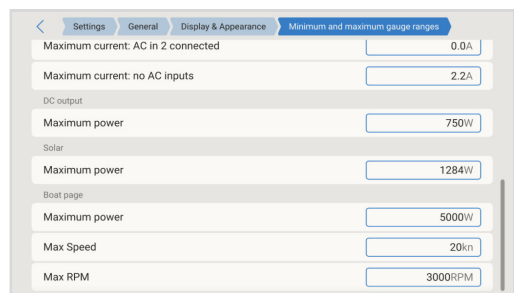 Settings General Display & Appearance Minimum and maximum gauge ranges
Maximum current: AC in 2 connected 0.0A
Maximum current: no AC inputs 2.2A
DC output
Maximum power 750W
Solar
Maximum power 1284W
Boat page
Maximum power 5000W
Max Speed 20kn
Max RPM 3000RPM